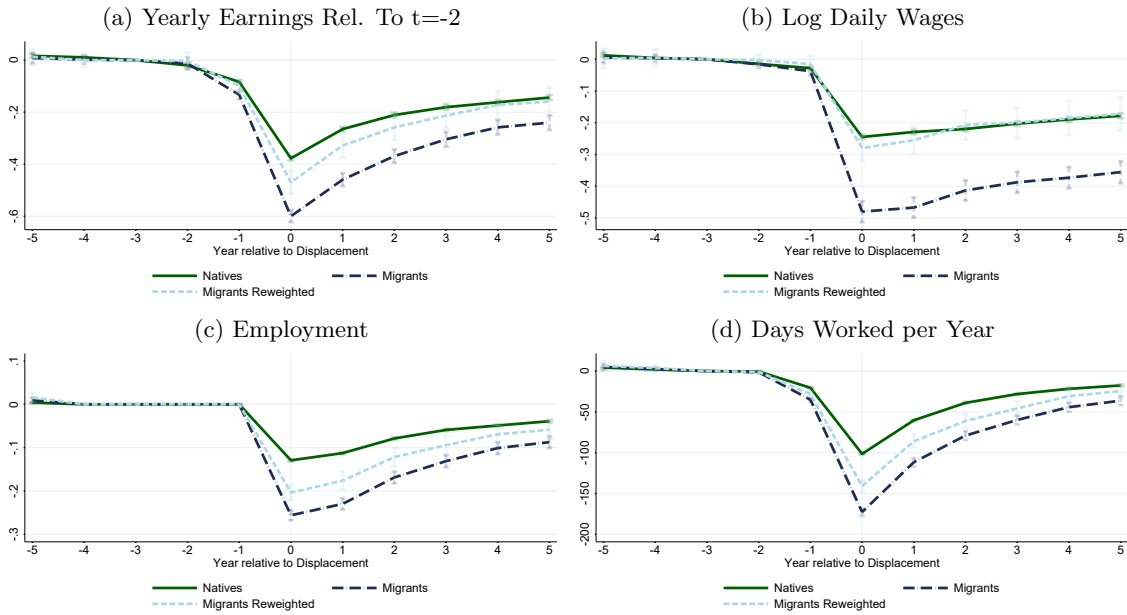 (a) Yearly Earnings Rel. To t=-2
0
-.2
-.4
-.6
-5 -4 -3 -2 -1 0 1 2 3 4 5
Year relative to Displacement
Natives
Migrants
Migrants Reweighted
(b) Log Daily Wages
0
-.1
-.2
-.3
-.4
-.5
-5 -4 -3 -2 -1 0 1 2 3 4 5
Year relative to Displacement
Natives
Migrants
Migrants Reweighted
(c) Employment
.1
0
-.1
-.2
-.3
-5 -4 -3 -2 -1 0 1 2 3 4 5
Year relative to Displacement
Natives
Migrants
Migrants Reweighted
(d) Days Worked per Year
0
-50
-100
-150
-200
-5 -4 -3 -2 -1 0 1 2 3 4 5
Year relative to Displacement
Natives
Migrants
Migrants Reweighted